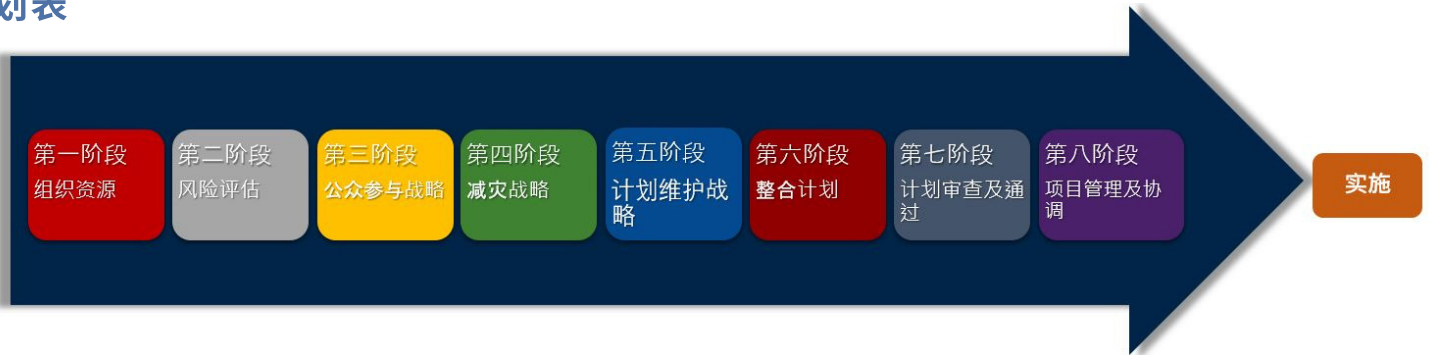 划表
第一阶段
组织资源
第二阶段
风险评估
第三阶段
公众参与战略
第四阶段
减灾战略
第五阶段
计划维护战
略
第六阶段
整合计划
第七阶段
计划审查及通
过
第八阶段
项目管理及协
调
实施